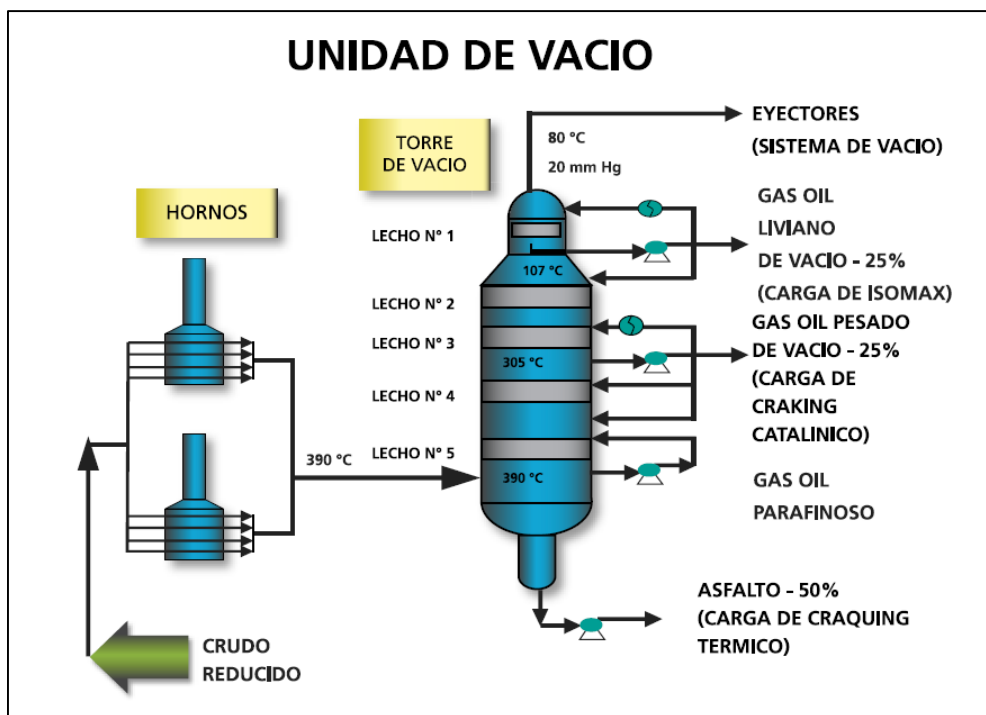 UNIDAD DE VACIO
EYECTORES
(SISTEMA DE VACIO)
80 °C
20 mm Hg
TORRE
DE VACIO
HORNOS
GAS OIL
LIVIANO
DE VACIO - 25%
(CARGA DE ISOMAX)
LECHO N° 1
107 °C
LECHO N° 2
GAS OIL PESADO
DE VACIO - 25%
(CARGA DE
CRAKING
CATALINICO)
LECHO N° 3
305 °C
LECHO N° 4
LECHO N° 5
390 °C
390 °C
GAS OIL
PARAFINOSO
ASFALTO - 50%
(CARGA DE CRAQUING
TERMICO)
CRUDO
REDUCIDO